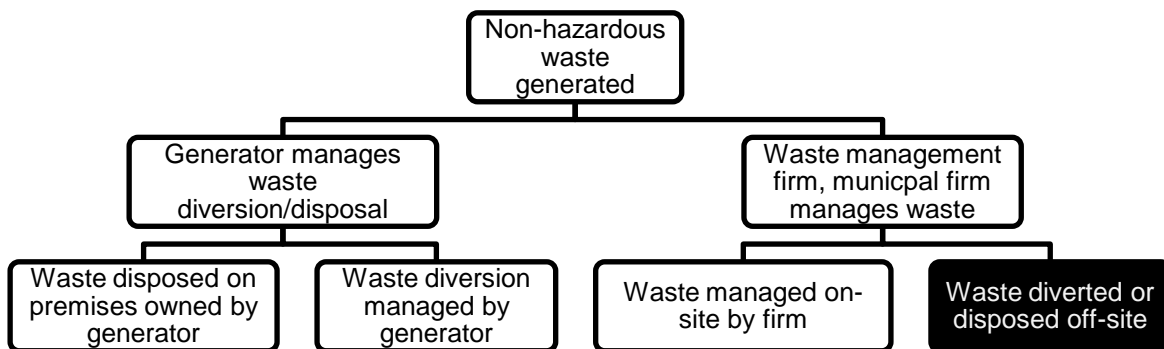 Non-hazardous
waste
generated
Generator manages
waste
diversion/disposal
Waste management
firm, municpal firm
manages waste
Waste disposed on
premises owned by
generator
Waste diversion
managed by
generator
Waste managed on-
site by firm
Waste diverted or
disposed off-site